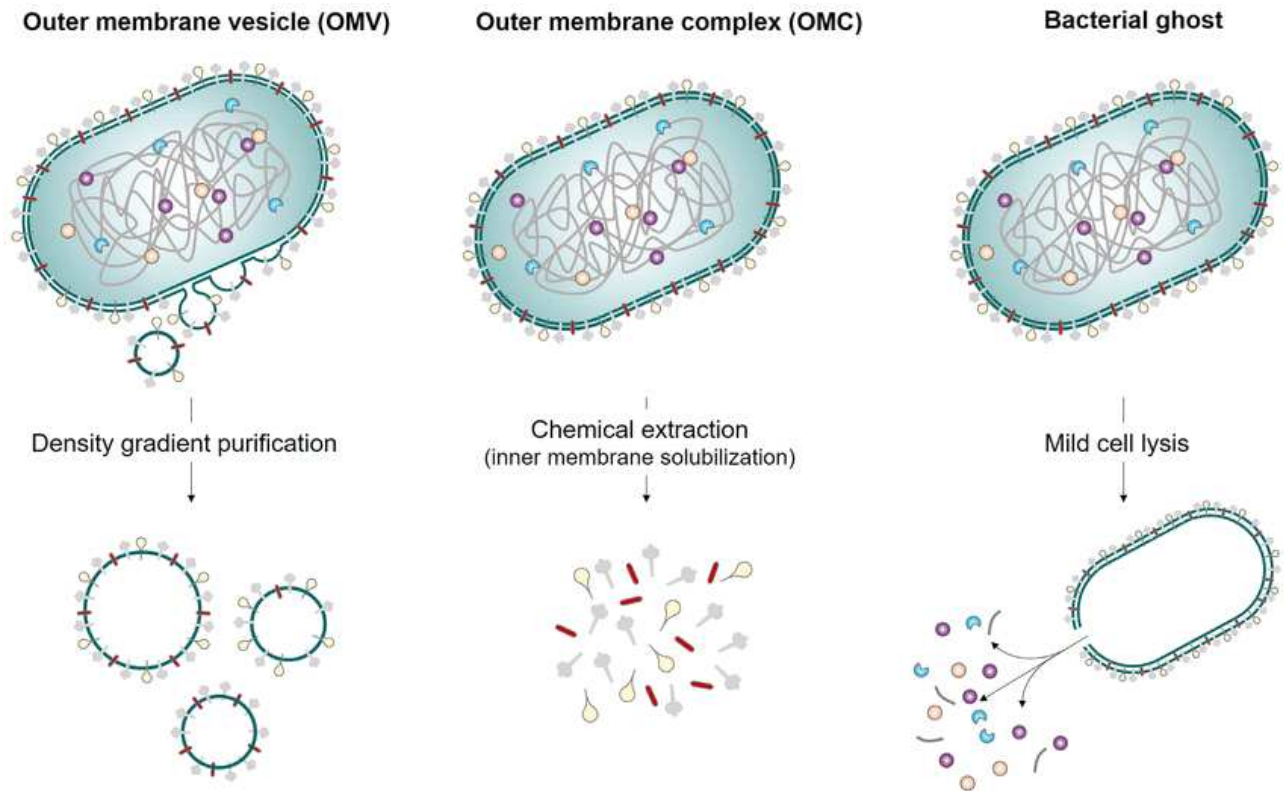 Outer membrane vesicle (OMV)
Outer membrane complex (OMC)
Bacterial ghost
Density gradient purification
Chemical extraction
(inner membrane solubilization)
Mild cell lysis